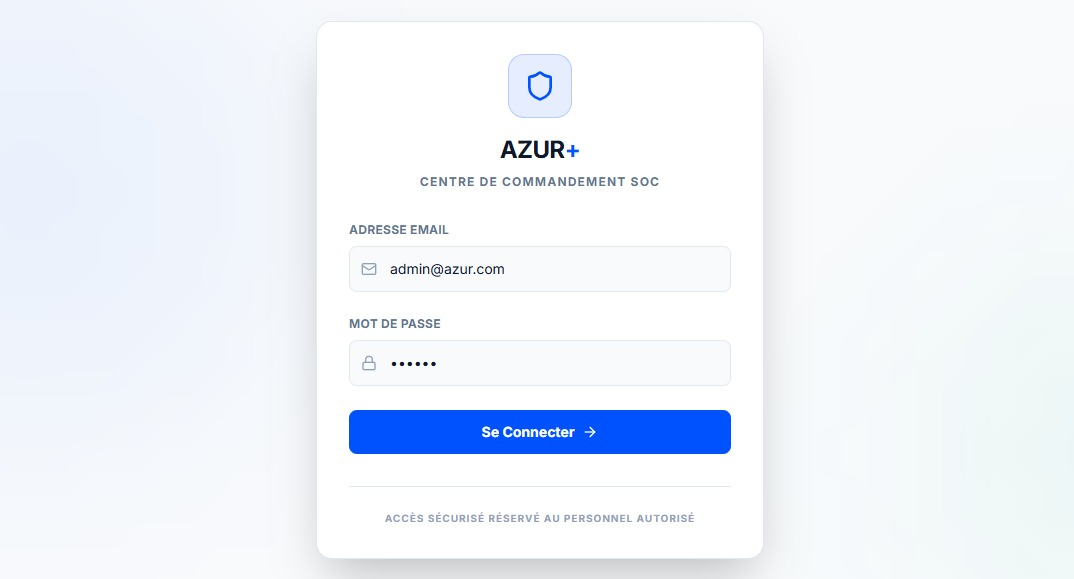 AZUR+
CENTRE DE COMMANDEMENT SOC
ADRESSE EMAIL
admin@azur.com
MOT DE PASSE
••••••
Se Connecter →
ACCÈS SÉCURISÉ RÉSERVÉ AU PERSONNEL AUTORISÉ